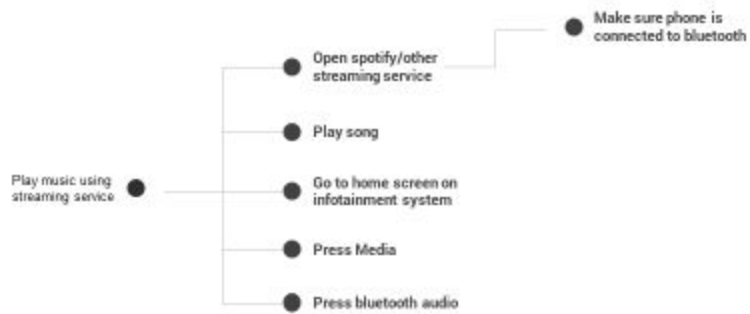 Make sure phone is
connected to bluetooth
Open spotify/other
streaming service
Play song
Play music using
streaming service
Go to home screen on
infotainment system
Press Media
Press bluetooth audio